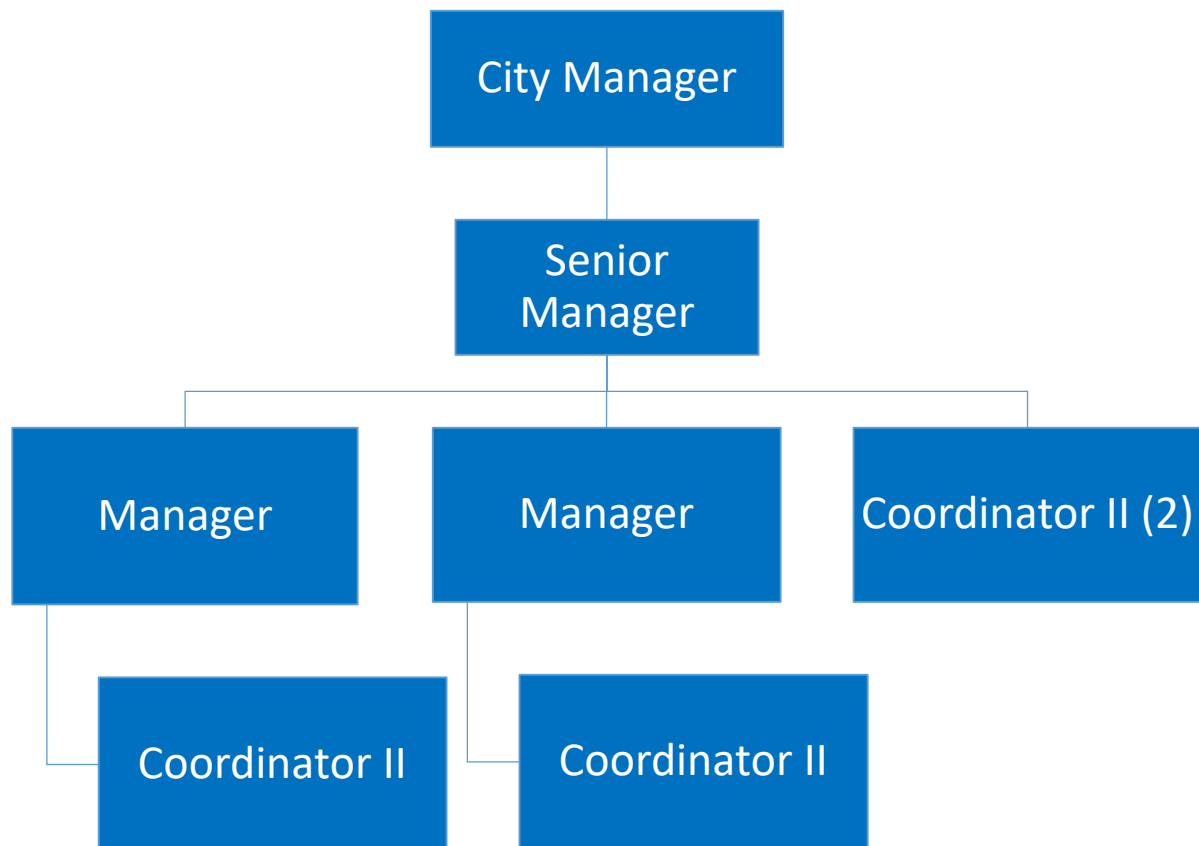 City Manager
Senior
Manager
Manager
Manager
Coordinator II (2)
Coordinator II
Coordinator II